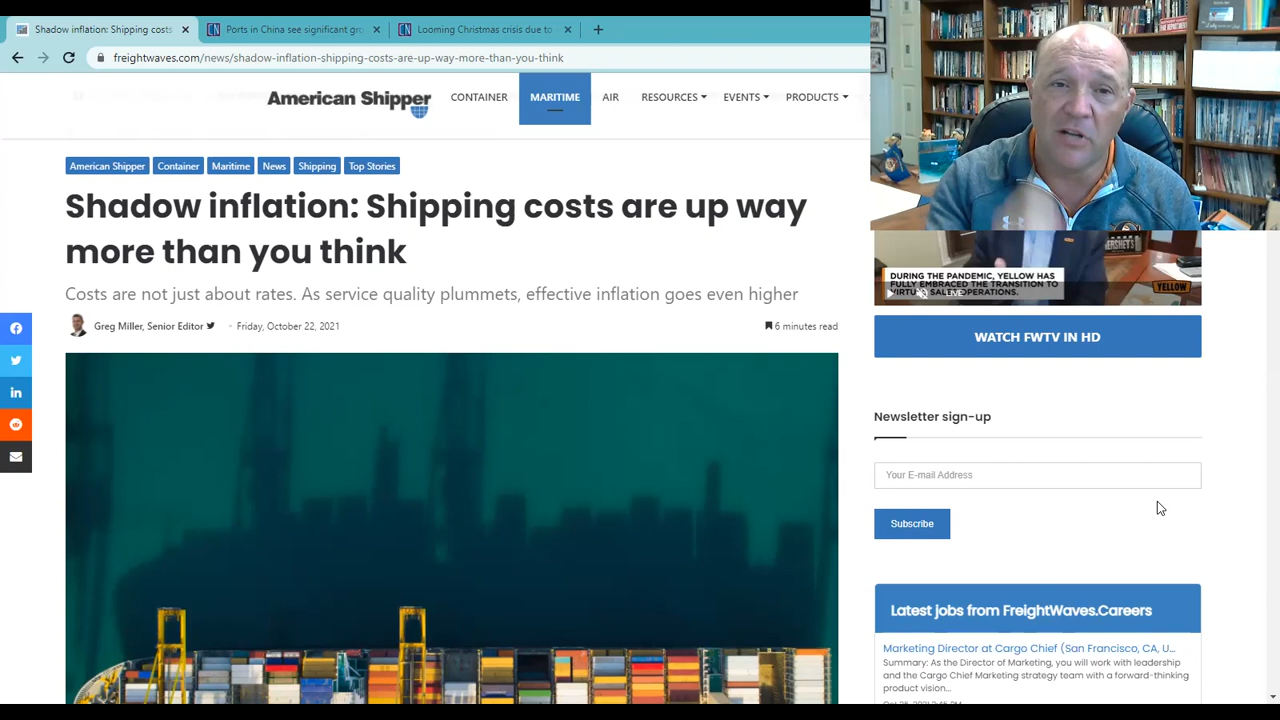 Shadow inflation: Shipping costs
Ports in China see significant gro
Looming Christmas crisis due to
freightwaves.com/news/shadow-inflation-shipping-costs-are-up-way-more-than-you-think
American Shipper
CONTAINER
MARITIME
AIR
RESOURCES
EVENTS
PRODUCTS
American Shipper
Container
Maritime
News
Shipping
Top Stories
Shadow inflation: Shipping costs are up way
more than you think
Costs are not just about rates. As service quality plummets, effective inflation goes even higher
Greg Miller, Senior Editor
Friday, October 22, 2021
6 minutes read
HERSHEY'S
DURING THE PANDEMIC, YELLOW HAS
FULLY EMBRACED THE TRANSITION TO
VIRTUAL SALES OPERATIONS.
LIVE
YELLOW
WATCH FWTV IN HD
Newsletter sign-up
Your E-mail Address
Subscribe
Latest jobs from FreightWaves.Careers
Marketing Director at Cargo Chief (San Francisco, CA, U...
Summary: As the Director of Marketing, you will work with leadership
and the Cargo Chief Marketing strategy team with a forward-thinking
product vision...